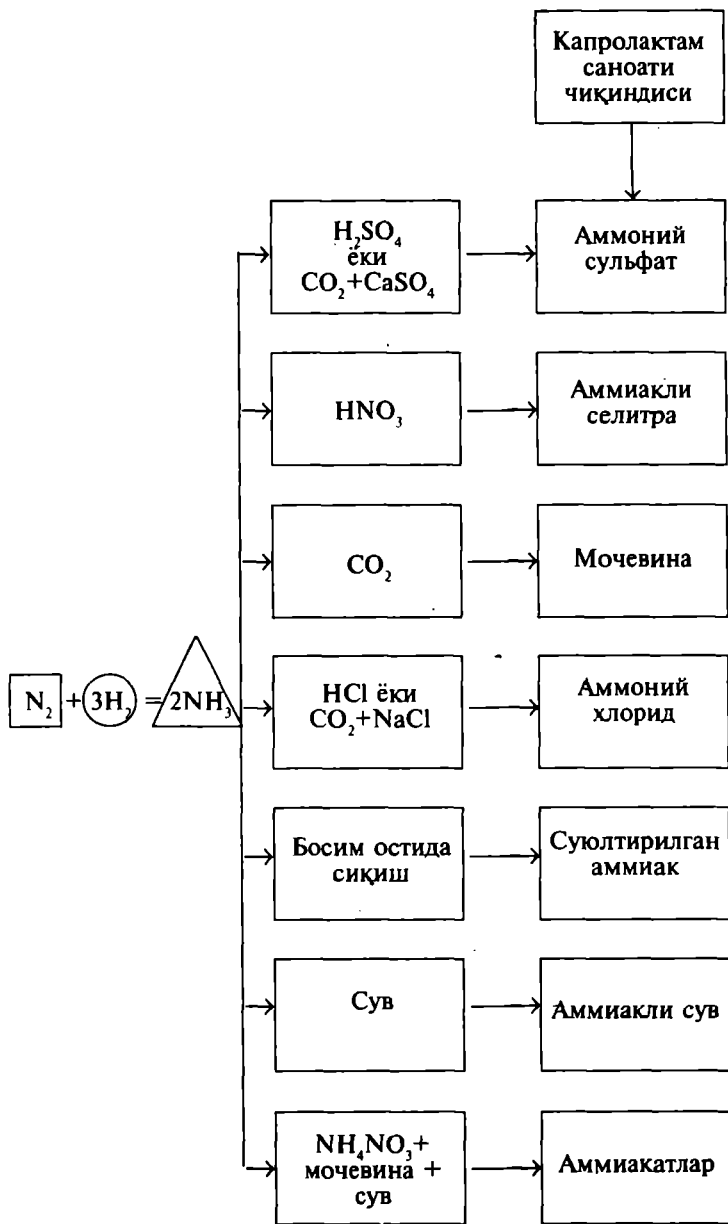 Капролактам
саноати
чиқиндиси
H₂SO₄
ёки
CO₂+CaSO₄
Аммоний
сульфат
HNO₃
Аммиакли
селитра
CO₂
Мочевина
N₂ + 3H₂ = 2NH₃
HCl ёки
CO₂+NaCl
Аммоний
хлорид
Босим остида
сиқиш
Суюлтирилган
аммиак
Сув
Аммиакли сув
NH₄NO₃+
мочевина +
сув
Аммиакатлар